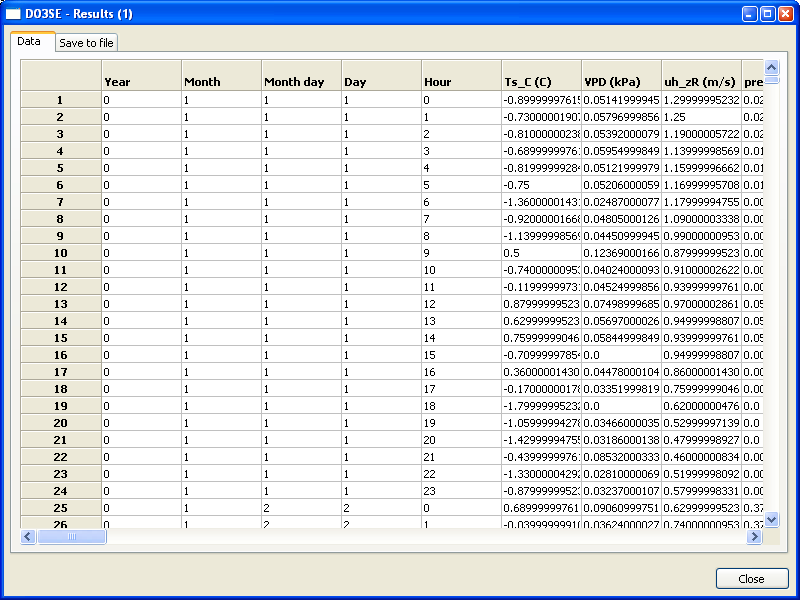 DO3SE - Results (1)
Data Save to file
Year Month Month day Day Hour Ts_C (C) VPD (kPa) uh_zR (m/s) pre
1 0 1 1 1 0 -0.89999997615 0.05141999945 1.29999995232 0.02
2 0 1 1 1 1 -0.73000001907 0.05796999856 1.25 0.02
3 0 1 1 1 2 -0.81000000238 0.05392000079 1.19000005722 0.02
4 0 1 1 1 3 -0.68999999761 0.05954999849 1.13999998569 0.01
5 0 1 1 1 4 -0.81999999284 0.05121999979 1.15999996662 0.01
6 0 1 1 1 5 -0.75 0.05206000059 1.16999995708 0.01
7 0 1 1 1 6 -1.36000001431 0.02487000077 1.17999994755 0.00
8 0 1 1 1 7 -0.92000001668 0.04805000126 1.09000003338 0.00
9 0 1 1 1 8 -1.13999998569 0.04450999945 0.99000000953 0.00
10 0 1 1 1 9 0.5 0.12369000166 0.87999999523 0.00
11 0 1 1 1 10 -0.74000000953 0.04024000093 0.91000002622 0.00
12 0 1 1 1 11 -0.11999999731 0.04524999856 0.93999999761 0.00
13 0 1 1 1 12 0.87999999523 0.07498999685 0.97000002861 0.05
14 0 1 1 1 13 0.62999999523 0.05697000026 0.94999998807 0.05
15 0 1 1 1 14 0.75999999046 0.05844999849 0.93999999761 0.05
16 0 1 1 1 15 -0.70999997854 0.0 0.94999998807 0.00
17 0 1 1 1 16 0.36000001430 0.04478000104 0.86000001430 0.00
18 0 1 1 1 17 -0.17000000178 0.03351999819 0.75999999046 0.00
19 0 1 1 1 18 -1.79999995232 0.0 0.62000000476 0.0
20 0 1 1 1 19 -1.05999994278 0.03466000035 0.52999997139 0.0
21 0 1 1 1 20 -1.42999994755 0.03186000138 0.47999998927 0.0
22 0 1 1 1 21 -0.43999999761 0.08532000333 0.46000000834 0.0
23 0 1 1 1 22 -1.33000004292 0.02810000069 0.51999998092 0.00
24 0 1 1 1 23 -0.87999999523 0.03237000107 0.57999998331 0.00
25 0 1 2 2 0 0.68999999761 0.09060999751 0.62999999523 0.37
26 0 1 2 2 1 -0.03999999910 0.03624000027 0.74000000953 0.37
Close